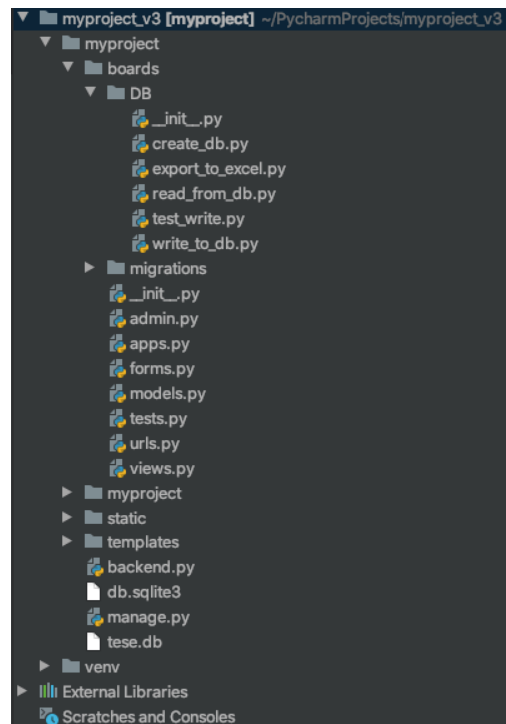 myproject_v3 [myproject] ~/PycharmProjects/myproject_v3
myproject
boards
DB
__init__.py
create_db.py
export_to_excel.py
read_from_db.py
test_write.py
write_to_db.py
migrations
__init__.py
admin.py
apps.py
forms.py
models.py
tests.py
urls.py
views.py
myproject
static
templates
backend.py
db.sqlite3
manage.py
tese.db
venv
External Libraries
Scratches and Consoles